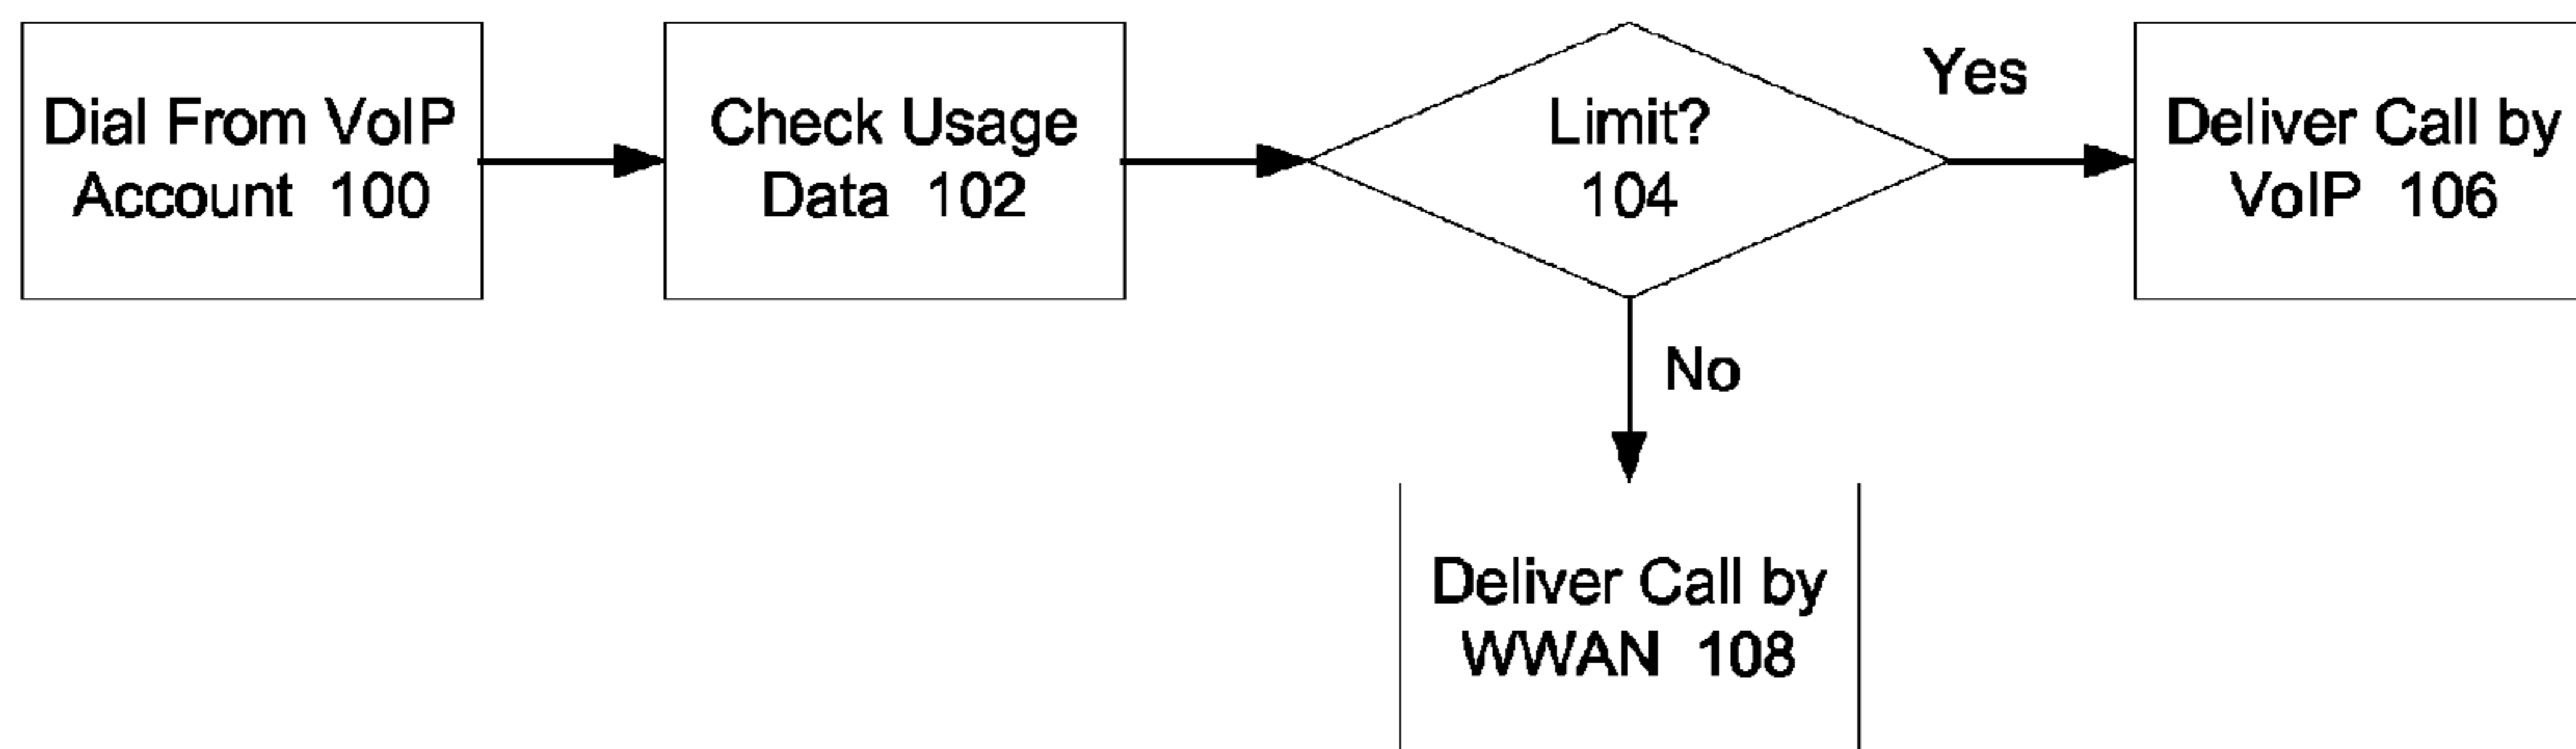 Dial From VoIP
Account 100
Check Usage
Data 102
Limit?
104
Yes
Deliver Call by
VoIP 106
No
Deliver Call by
WWAN 108